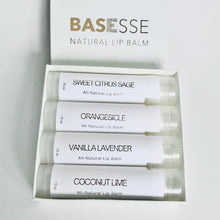 BASESSE
NATURAL LIP BALM
SWEET CITRUS SAGE
All-Natural Lip Balm
ORANGESICLE
All-Natural Lip Balm
VANILLA LAVENDER
All-Natural Lip Balm
COCONUT LIME
All-Natural Lip Balm